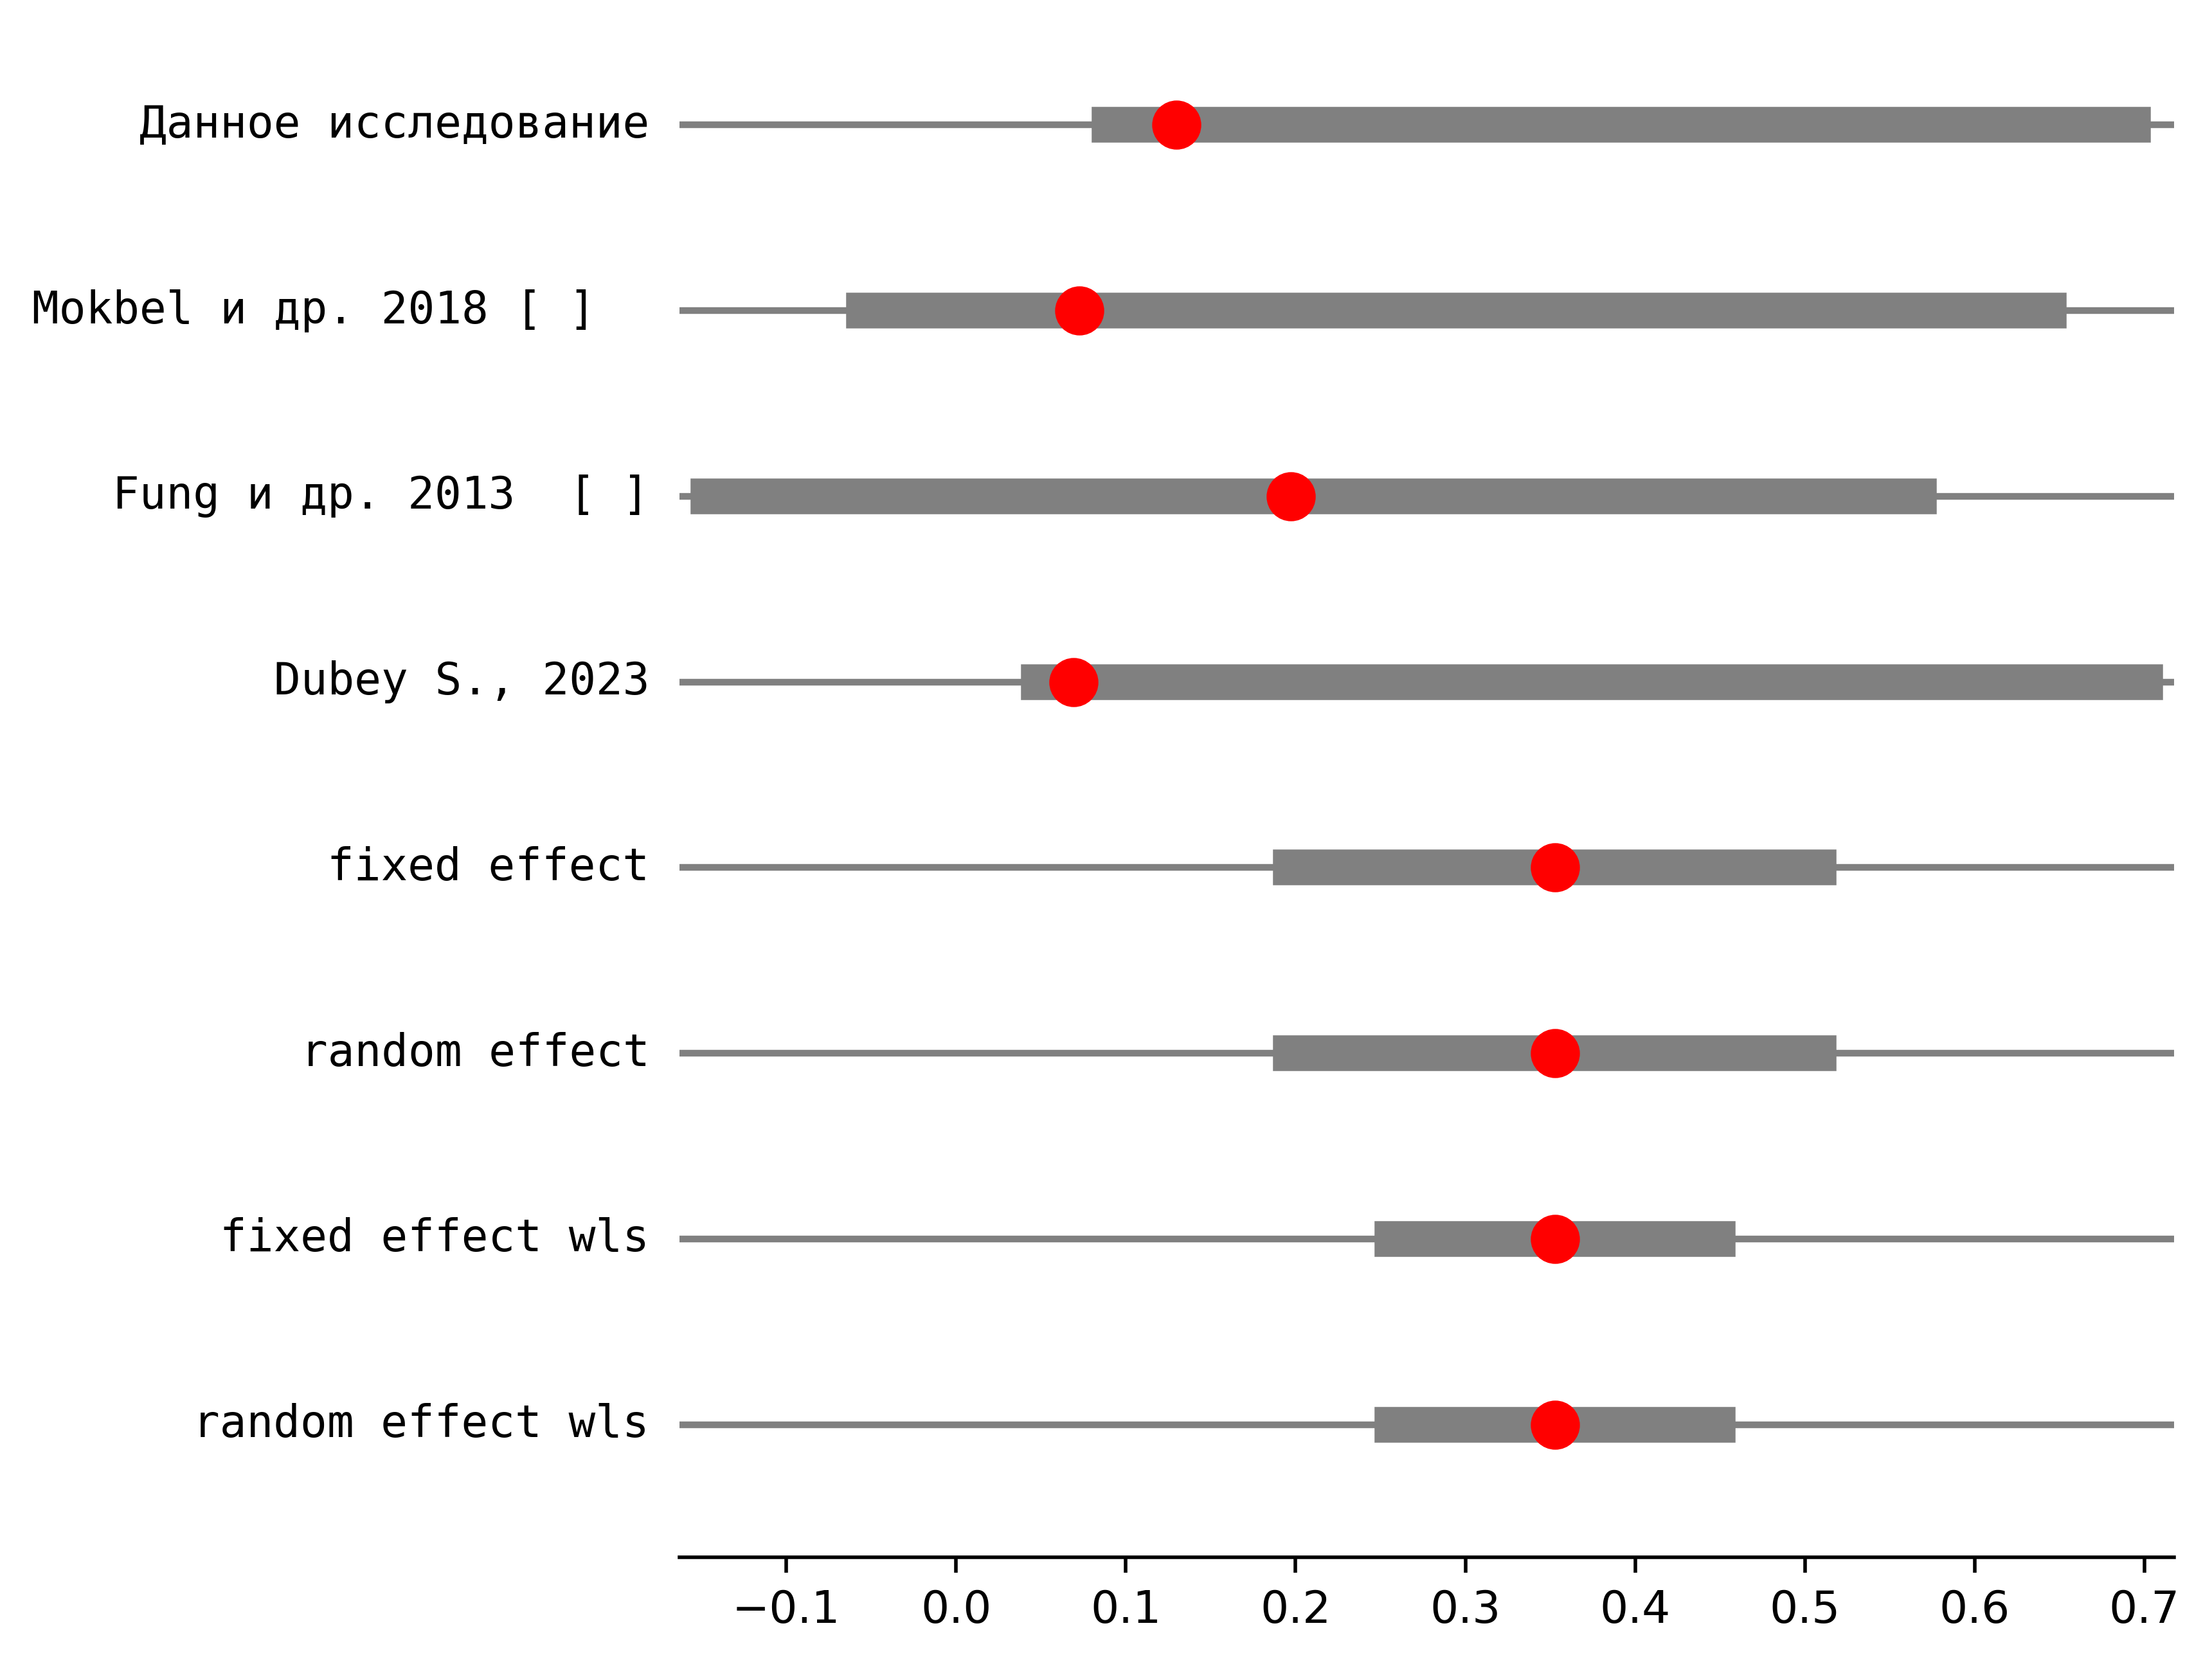 Данное исследование
Mokbel и др. 2018 [ ]
Fung и др. 2013  [ ]
Dubey S., 2023
fixed effect
random effect
fixed effect wls
random effect wls
−0.1 0.0 0.1 0.2 0.3 0.4 0.5 0.6 0.7